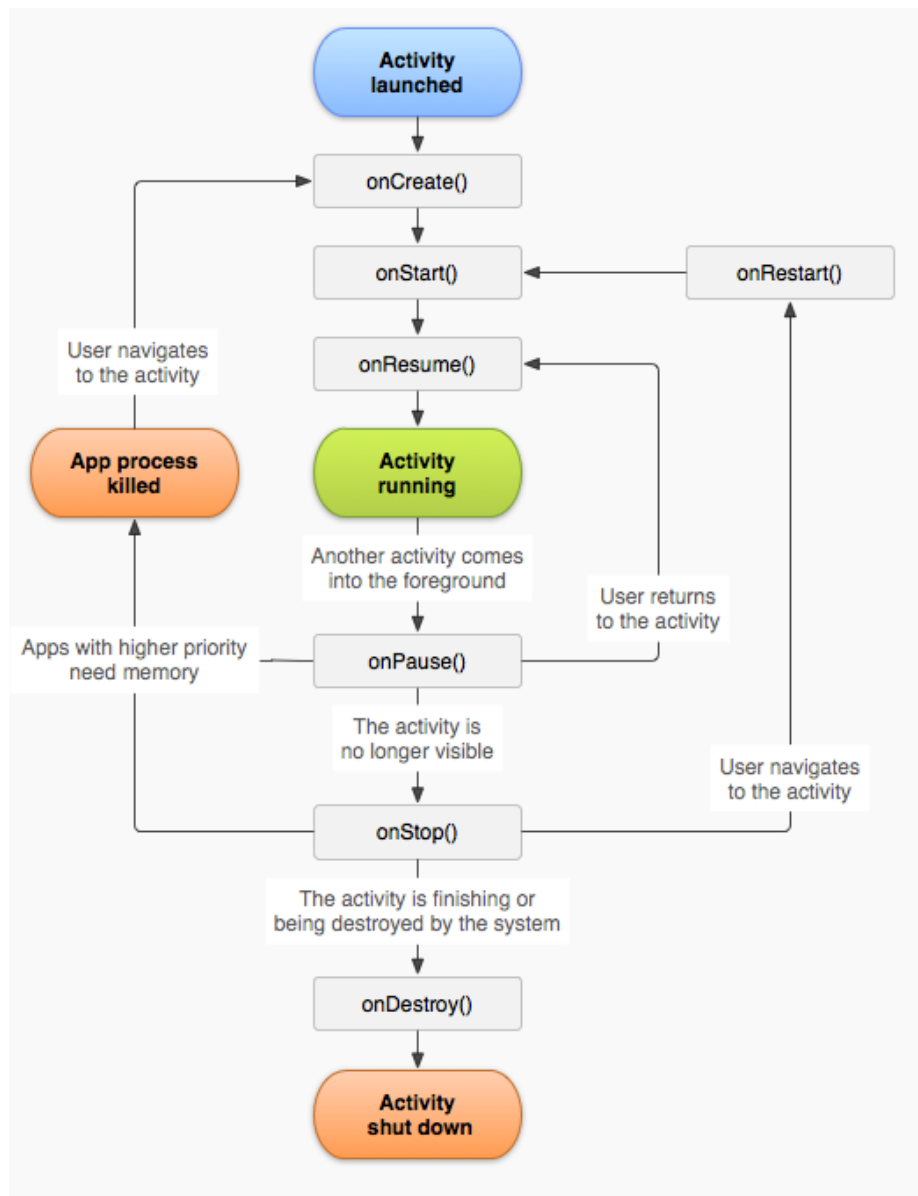 Activity
launched
onCreate()
onStart()
onRestart()
User navigates
to the activity
onResume()
App process
killed
Activity
running
Another activity comes
into the foreground
User returns
to the activity
Apps with higher priority
need memory
onPause()
The activity is
no longer visible
User navigates
to the activity
onStop()
The activity is finishing or
being destroyed by the system
onDestroy()
Activity
shut down